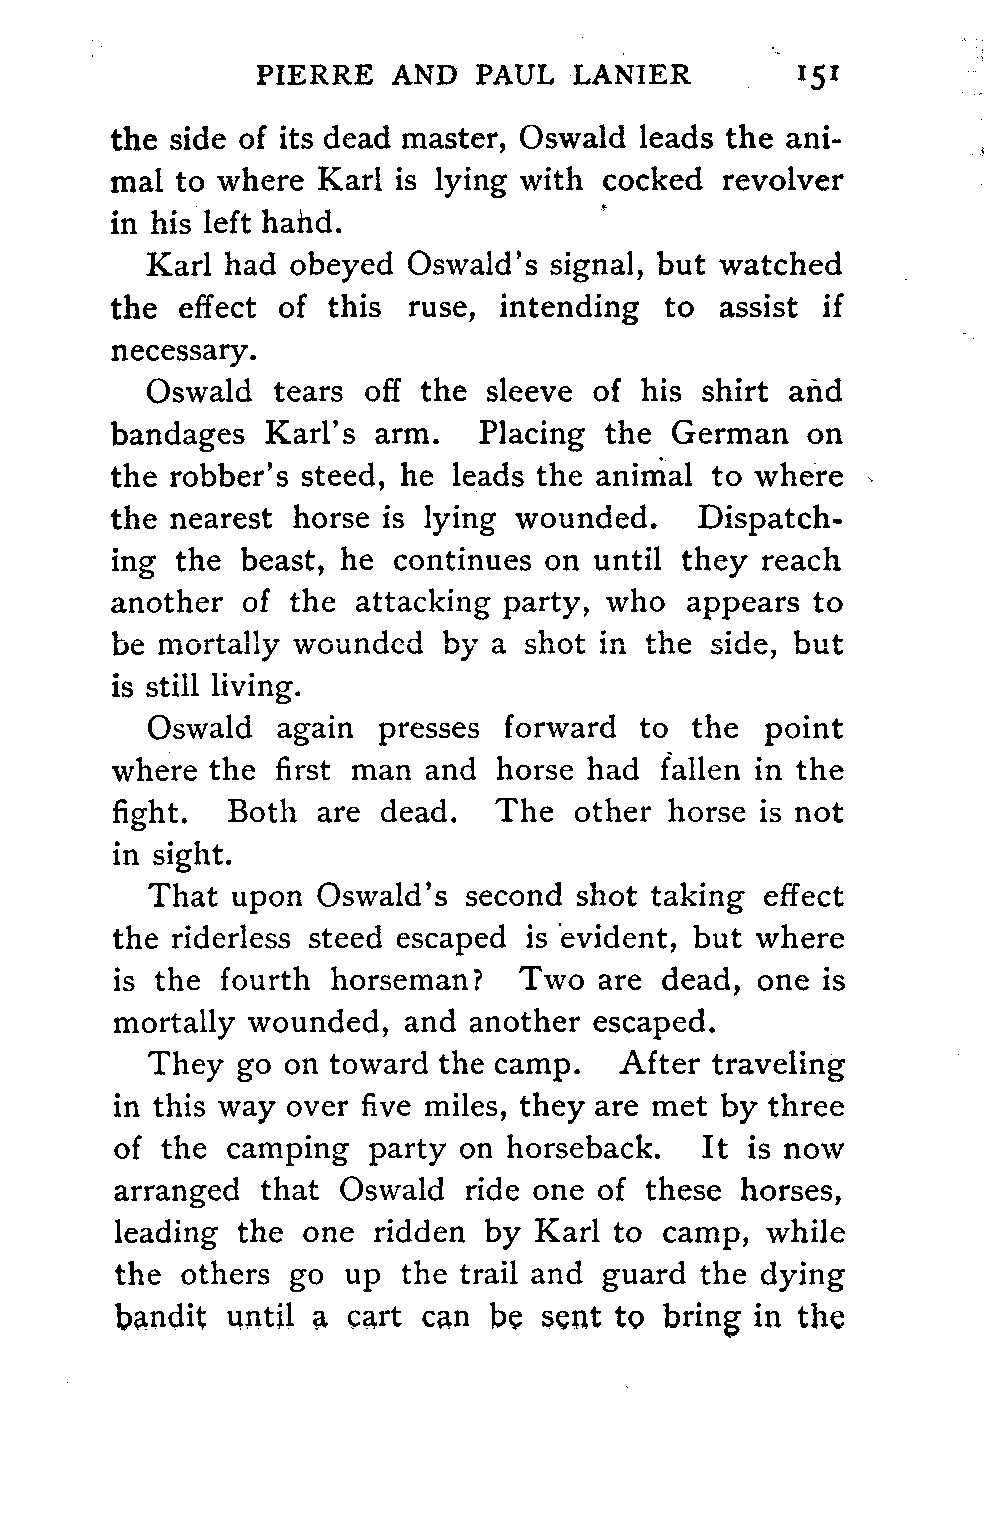 PIERRE AND PAUL LANIER 151
the side of its dead master, Oswald leads the ani-
mal to where Karl is lying with cocked revolver
in his left hand.
Karl had obeyed Oswald's signal, but watched
the effect of this ruse, intending to assist if
necessary.
Oswald tears off the sleeve of his shirt and
bandages Karl's arm. Placing the German on
the robber's steed, he leads the animal to where
the nearest horse is lying wounded. Dispatch-
ing the beast, he continues on until they reach
another of the attacking party, who appears to
be mortally wounded by a shot in the side, but
is still living.
Oswald again presses forward to the point
where the first man and horse had fallen in the
fight. Both are dead. The other horse is not
in sight.
That upon Oswald's second shot taking effect
the riderless steed escaped is evident, but where
is the fourth horseman? Two are dead, one is
mortally wounded, and another escaped.
They go on toward the camp. After traveling
in this way over five miles, they are met by three
of the camping party on horseback. It is now
arranged that Oswald ride one of these horses,
leading the one ridden by Karl to camp, while
the others go up the trail and guard the dying
bandit until a cart can be sent to bring in the